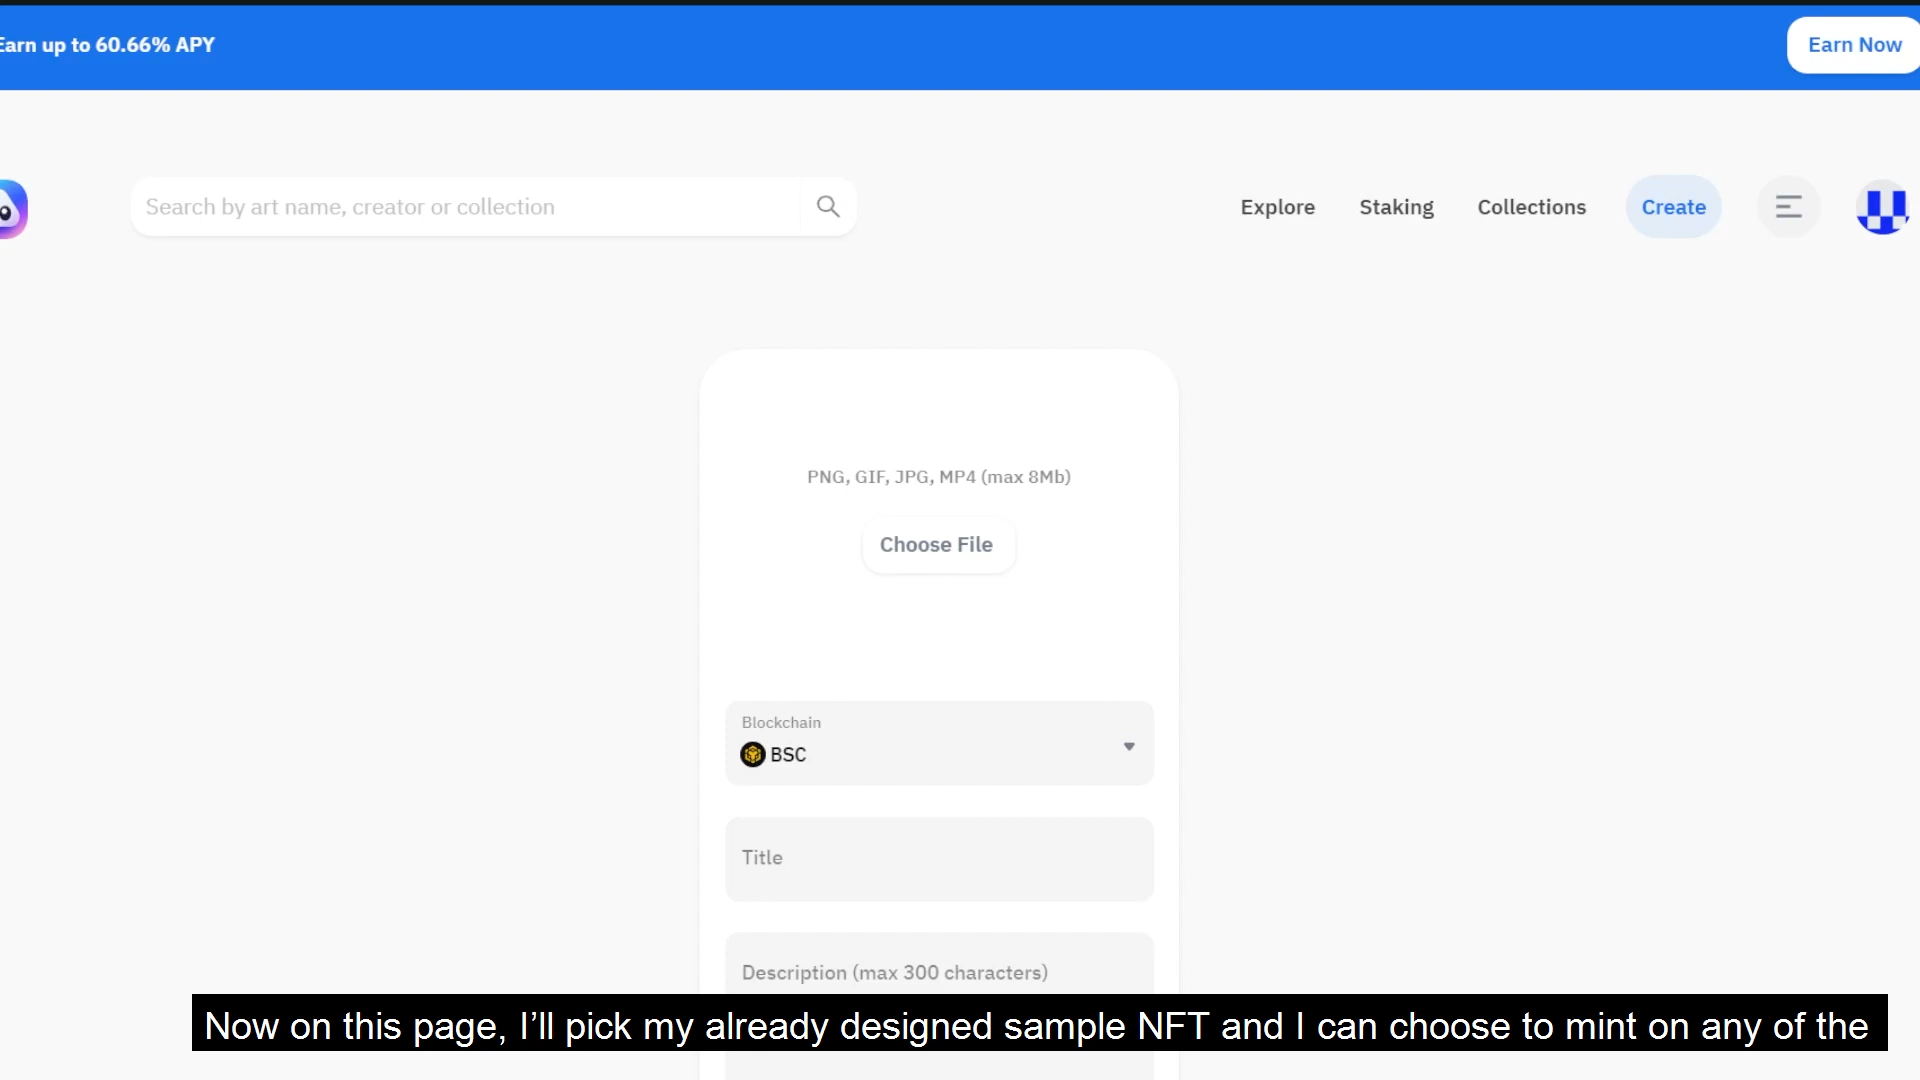 Earn up to 60.66% APY
Earn Now
Search by art name, creator or collection
Explore
Staking
Collections
Create
PNG, GIF, JPG, MP4 (max 8Mb)
Choose File
Blockchain
BSC
Title
Description (max 300 characters)
Now on this page, I’ll pick my already designed sample NFT and I can choose to mint on any of the